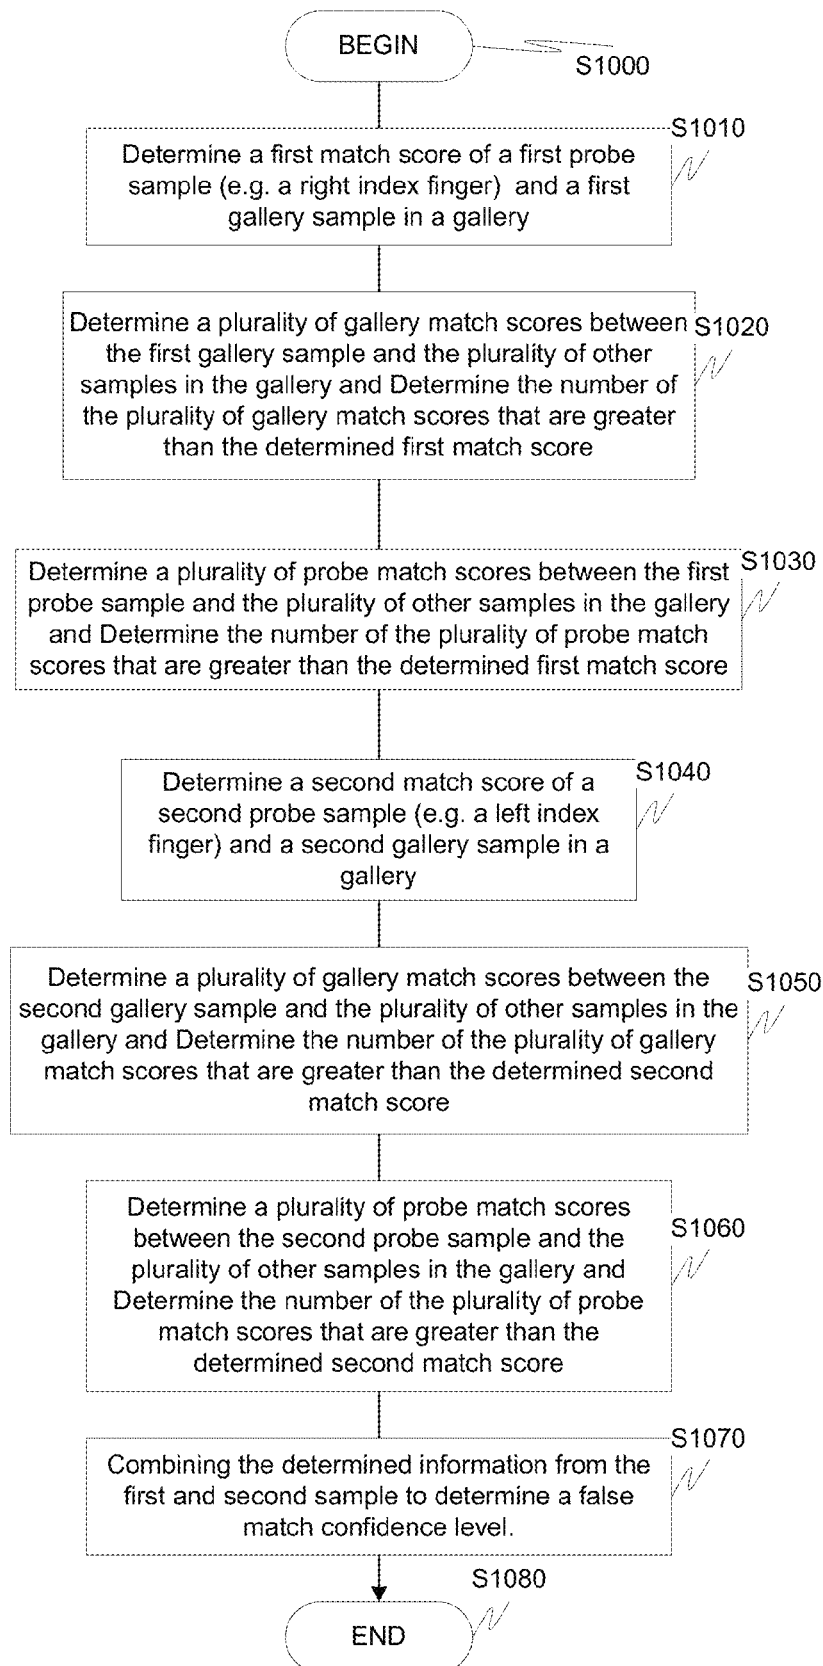 BEGIN
S1000
S1010
Determine a first match score of a first probe
sample (e.g. a right index finger) and a first
gallery sample in a gallery
Determine a plurality of gallery match scores between
S1020
the first gallery sample and the plurality of other
samples in the gallery and Determine the number of
the plurality of gallery match scores that are greater
than the determined first match score
S1030
Determine a plurality of probe match scores between the first
probe sample and the plurality of other samples in the gallery
and Determine the number of the plurality of probe match
scores that are greater than the determined first match score
S1040
Determine a second match score of a
second probe sample (e.g. a left index
finger) and a second gallery sample in a
gallery
S1050
Determine a plurality of gallery match scores between the
second gallery sample and the plurality of other samples in the
gallery and Determine the number of the plurality of gallery
match scores that are greater than the determined second
match score
Determine a plurality of probe match scores
S1060
between the second probe sample and the
plurality of other samples in the gallery and
Determine the number of the plurality of probe
match scores that are greater than the
determined second match score
S1070
Combining the determined information from the
first and second sample to determine a false
match confidence level.
S1080
END